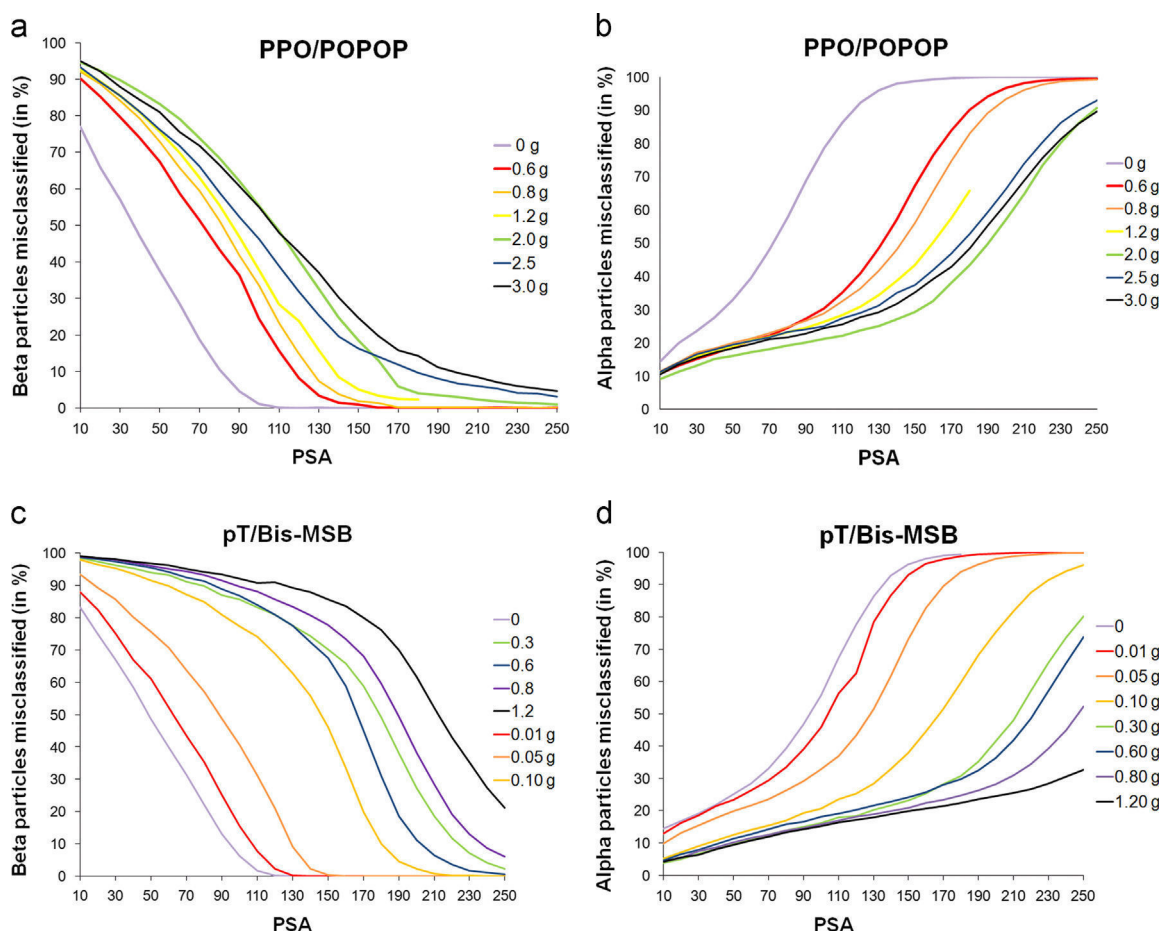 a
PPO/POPOP
Beta particles misclassified (in %)
100
90
80
70
60
50
40
30
20
10
0
10 30 50 70 90 110 130 150 170 190 210 230 250
PSA
0 g
0.6 g
0.8 g
1.2 g
2.0 g
2.5
3.0 g
b
PPO/POPOP
Alpha particles misclassified (in %)
100
90
80
70
60
50
40
30
20
10
0
10 30 50 70 90 110 130 150 170 190 210 230 250
PSA
0 g
0.6 g
0.8 g
1.2 g
2.0 g
2.5 g
3.0 g
c
pT/Bis-MSB
Beta particles misclassified (in %)
100
90
80
70
60
50
40
30
20
10
0
10 30 50 70 90 110 130 150 170 190 210 230 250
PSA
0
0.3
0.6
0.8
1.2
0.01 g
0.05 g
0.10 g
d
pT/Bis-MSB
Alpha particles misclassified (in %)
100
90
80
70
60
50
40
30
20
10
0
10 30 50 70 90 110 130 150 170 190 210 230 250
PSA
0
0.01 g
0.05 g
0.10 g
0.30 g
0.60 g
0.80 g
1.20 g